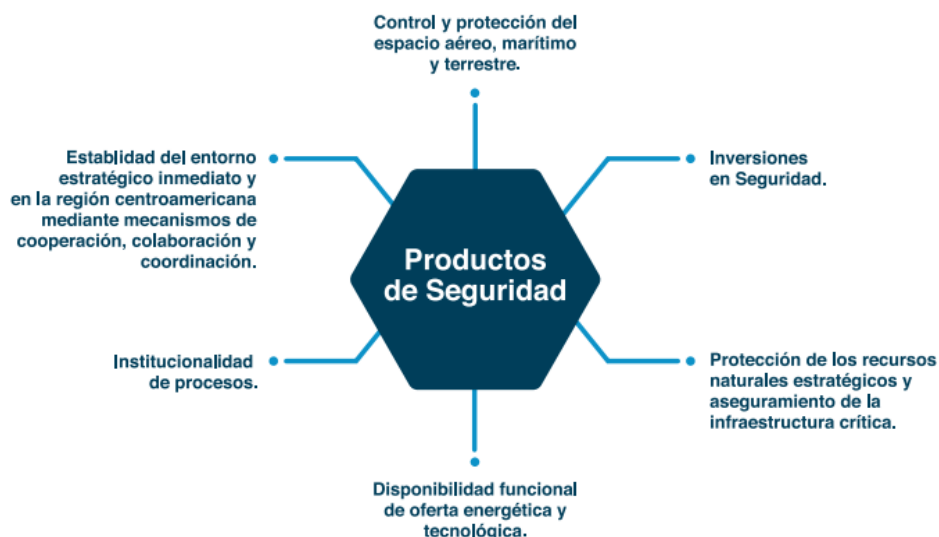 Control y protección del
espacio aéreo, marítimo
y terrestre.
Establidad del entorno
estratégico inmediato y
en la región centroamericana
mediante mecanismos de
cooperación, colaboración y
coordinación.
Inversiones
en Seguridad.
Productos
de Seguridad
Institucionalidad
de procesos.
Protección de los recursos
naturales estratégicos y
aseguramiento de la
infraestructura crítica.
Disponibilidad funcional
de oferta energética y
tecnológica.